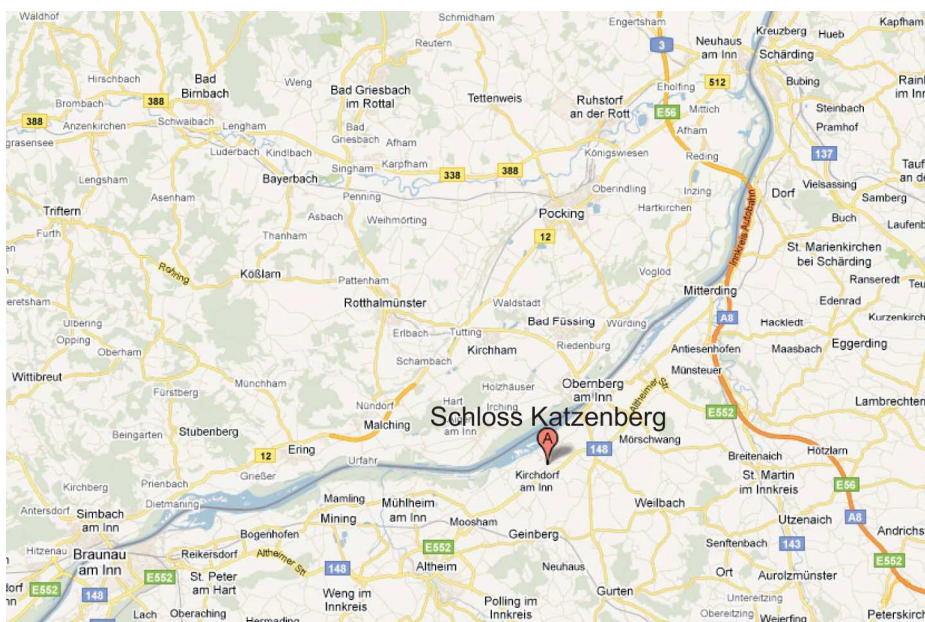 Waldhof
Schmidham
Engertsham
Kreuzberg
Kapfham
Hueb
Reutern
3
Neuhaus
am Inn
Schärding
Hirschbach
Bad
Birnbach
Weng
Bad Griesbach
im Rottal
Tettenweis
Eholfing
512
Bubing
Brombach
388
Ruhstorf
an der Rott
E56
Mittich
Steinbach
388
Anzenkirchen
Schwaibach
Lengham
Bad
Griesbach
Afham
Afham
Pramhof
Luderbach
Kindlbach
Singham
Karpfham
338
388
Königswiesen
Reding
137
Lengsham
Bayerbach
Penning
Oberindling
Inzing
Dorf
Vielsassing
Asenham
Samberg
Triftern
Asbach
Weihmörting
Pocking
Hartkirchen
Innkreis Autobahn
Buch
Furth
Thanham
12
St. Marienkirchen
bei Schärding
Rohring
Kößlarn
Pattenham
Voglöd
Ranseredt
Rotthalmünster
Waldstadt
Mitterding
Edenrad
Ulbering
Erlbach
Tutting
Bad Füssing
Würding
A8
Hackledt
Kurzenkirch
Opping
Oberham
Schambach
Kirchham
Riedenburg
Antiesenhofen
Maasbach
Eggerding
Wittibreut
Münchham
Holzhäuser
Obernberg
am Inn
Münsteuer
Fürstberg
Nündorf
Hart
Irching
Altheimer Str
Lambrechten
Beingarten
Stubenberg
Malching
am Inn
Schloss Katzenberg
E552
A
Mörschwang
Hötzlarn
12
Ering
Urfahr
148
Breitenaich
Prienbach
Grießer
Kirchdorf
am Inn
St. Martin
im Innkreis
E56
Kirchberg
Dietmaning
Mamling
Mühlheim
am Inn
Weilbach
Antersdorf
Simbach
am Inn
Mining
Moosham
Utzenaich
A8
Bogenhofen
Geinberg
Andrichs
Hitzenau
Braunau
am Inn
Reikersdorf
Altheimer Str
E552
Senftenbach
143
E552
E552
148
St. Peter
am Hart
148
Altheim
Neuhaus
Ort
Aurolzmünster
E552
Weng im
Innkreis
Gurten
Untereitzing
Lach
Oberaching
Polling im
Innkreis
Obereitzing
Peterskirch
Hermading
Weierfing